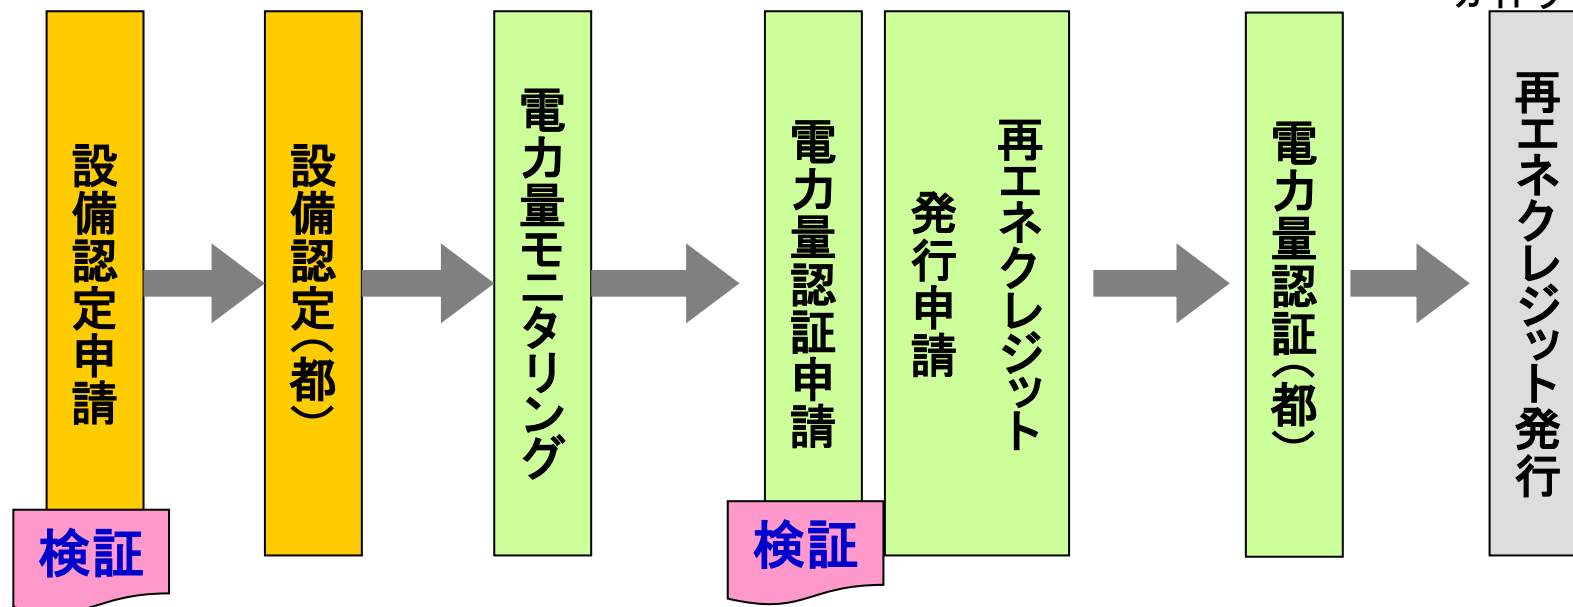 設備認定申請
検証
設備認定（都）
電力量モニタリング
電力量認証申請
検証
再エネクレジット
発行申請
電力量認証（都）
再エネクレジット発行